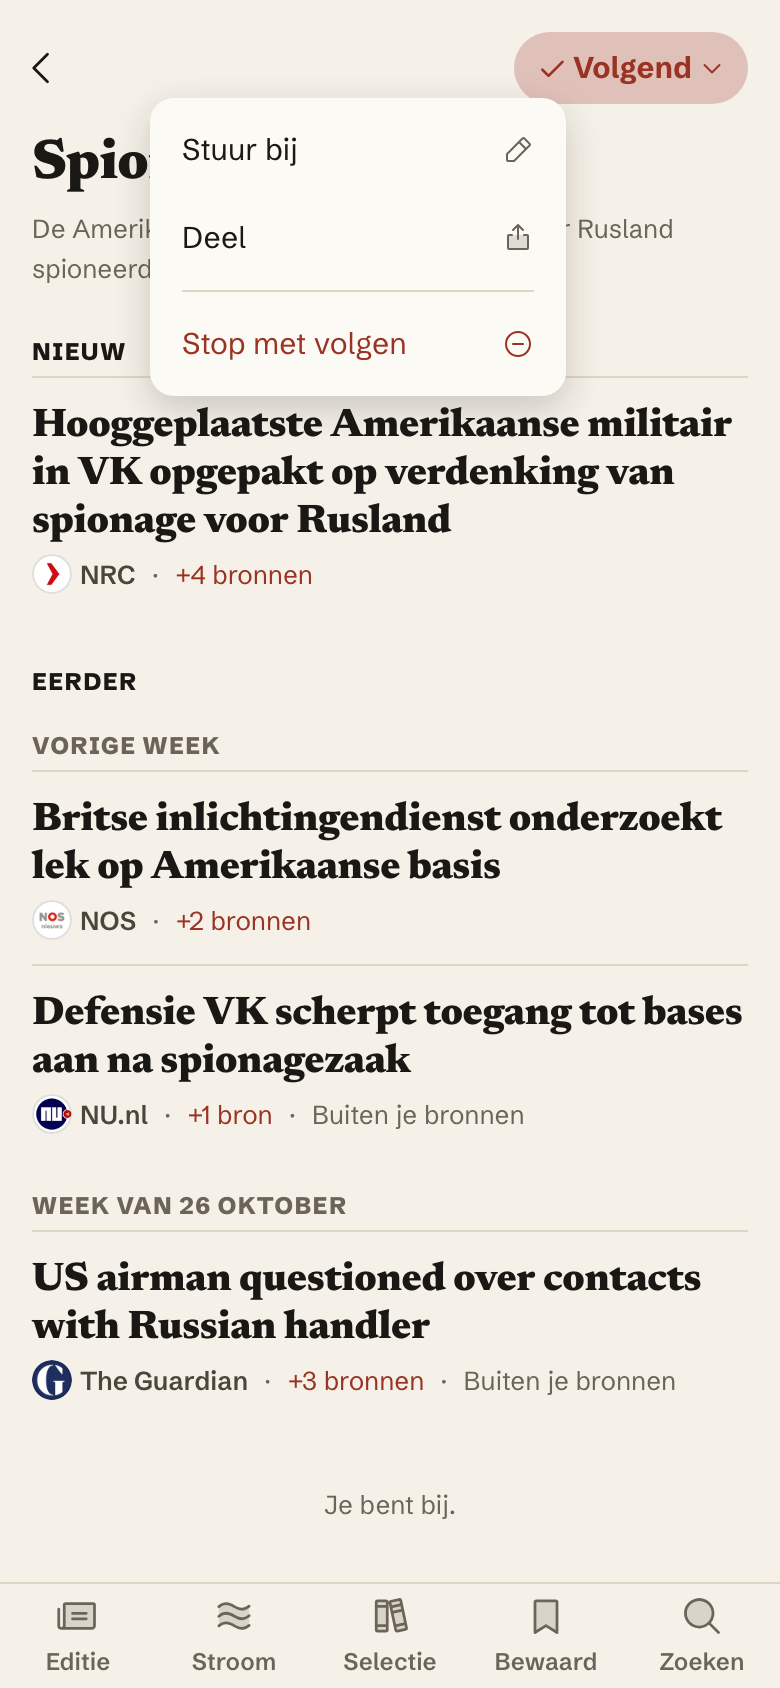 Volgend
Stuur bij
Deel
Stop met volgen
De
Rusland
NIEUW
Hooggeplaatste Amerikaanse militair
in VK opgepakt op verdenking van
spionage voor Rusland
NRC · +4 bronnen
EERDER
VORIGE WEEK
Britse inlichtingendienst onderzoekt
lek op Amerikaanse basis
NOS nieuws NOS · +2 bronnen
Defensie VK scherpt toegang tot bases
aan na spionagezaak
NU NU.nl · +1 bron · Buiten je bronnen
WEEK VAN 26 OKTOBER
US airman questioned over contacts
with Russian handler
G The Guardian · +3 bronnen · Buiten je bronnen
Je bent bij.
Editie Stroom Selectie Bewaard Zoeken